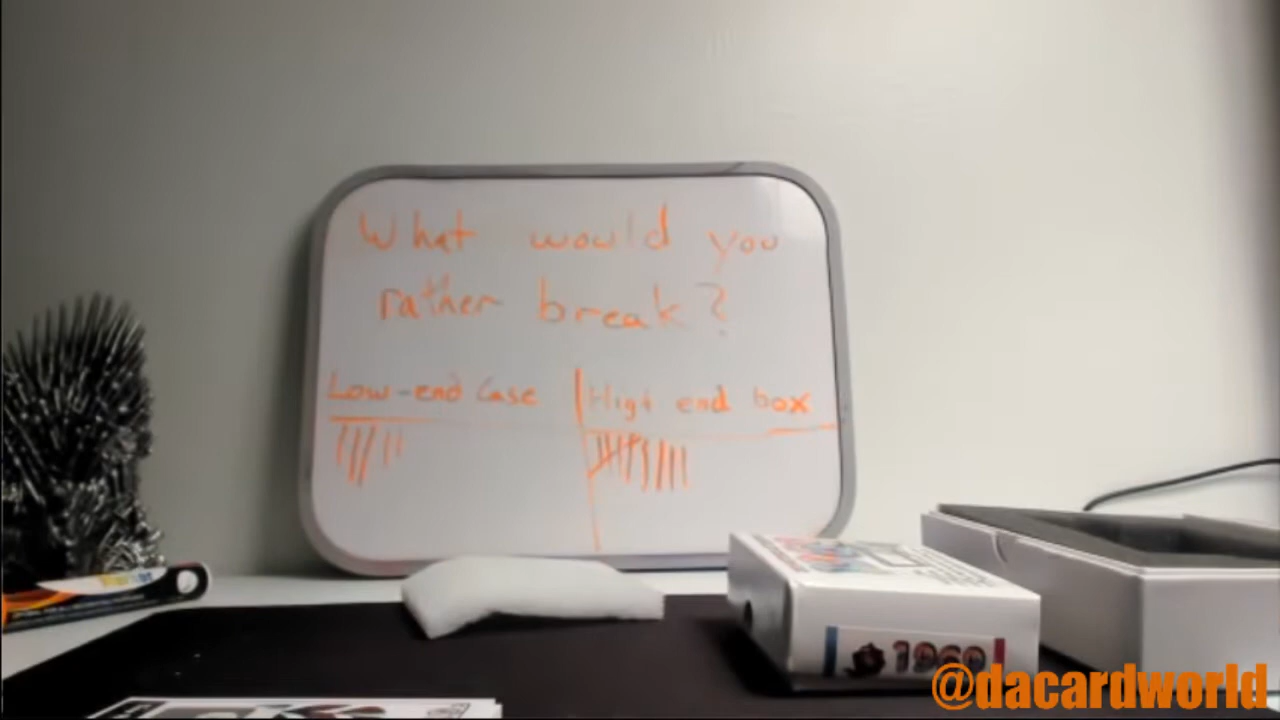 What would you
rather break?
Low-end Case
High end box
1960
@dacardworld